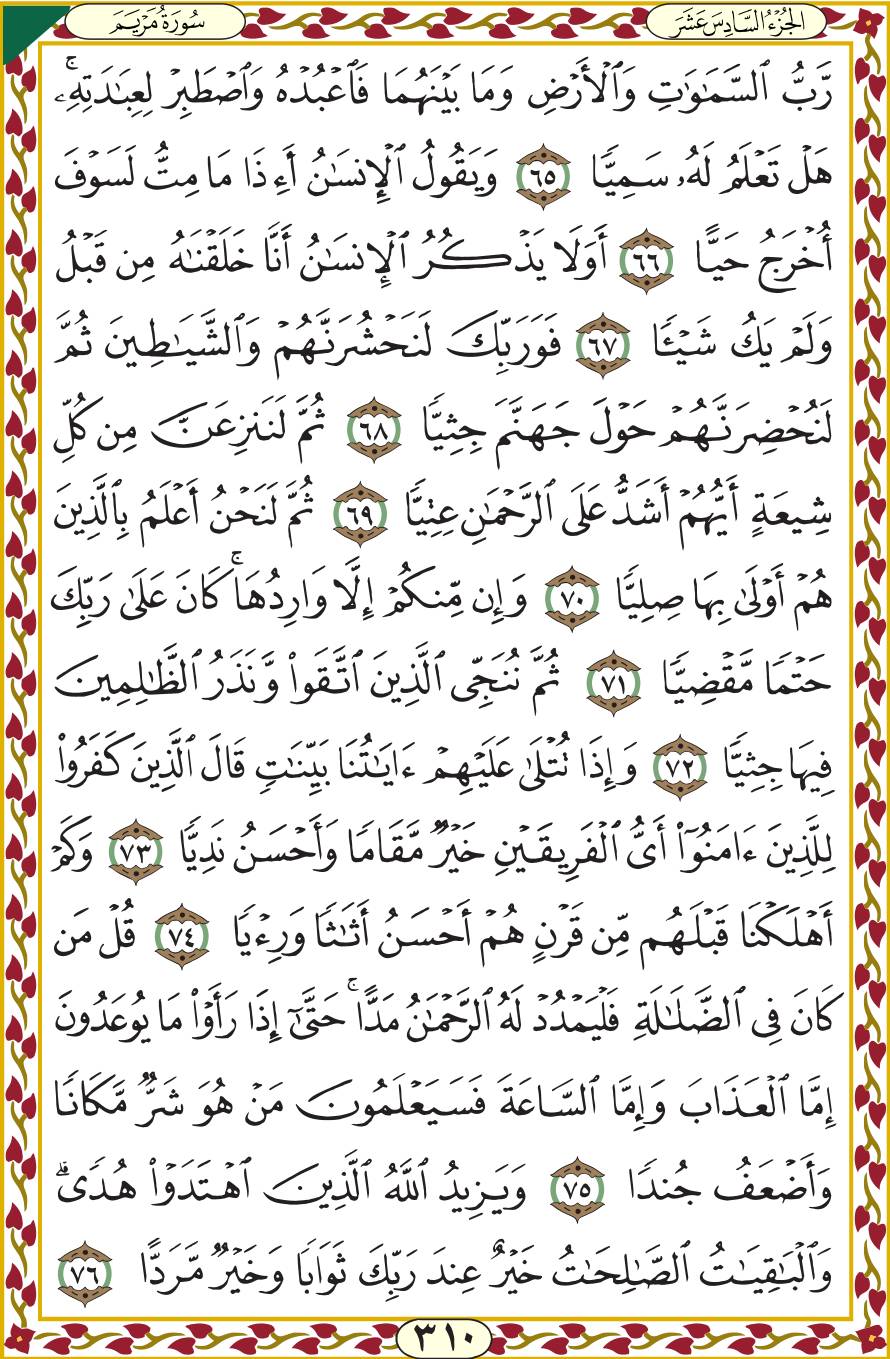 الجُزْءُ السَّادِسَ عَشَرَ
سُورَةُ مَرْيَمَ
رَّبُّ ٱلسَّمَٰوَٰتِ وَٱلْأَرْضِ وَمَا بَيْنَهُمَا فَٱعْبُدْهُ وَٱصْطَبِرْ لِعِبَٰدَتِهِۦۚ
هَلْ تَعْلَمُ لَهُۥ سَمِيًّا ٦٥ وَيَقُولُ ٱلْإِنسَٰنُ أَءِذَا مَا مِتُّ لَسَوْفَ
أُخْرَجُ حَيًّا ٦٦ أَوَلَا يَذْكُرُ ٱلْإِنسَٰنُ أَنَّا خَلَقْنَٰهُ مِن قَبْلُ
وَلَمْ يَكُ شَيْـًٔا ٦٧ فَوَرَبِّكَ لَنَحْشُرَنَّهُمْ وَٱلشَّيَٰطِينَ ثُمَّ
لَنُحْضِرَنَّهُمْ حَوْلَ جَهَنَّمَ جِثِيًّا ٦٨ ثُمَّ لَنَنزِعَنَّ مِن كُلِّ
شِيعَةٍ أَيُّهُمْ أَشَدُّ عَلَى ٱلرَّحْمَٰنِ عِتِيًّا ٦٩ ثُمَّ لَنَحْنُ أَعْلَمُ بِٱلَّذِينَ
هُمْ أَوْلَىٰ بِهَا صِلِيًّا ٧٠ وَإِن مِّنكُمْ إِلَّا وَارِدُهَاۚ كَانَ عَلَىٰ رَبِّكَ
حَتْمًا مَّقْضِيًّا ٧١ ثُمَّ نُنَجِّى ٱلَّذِينَ ٱتَّقَوا۟ وَّنَذَرُ ٱلظَّٰلِمِينَ
فِيهَا جِثِيًّا ٧٢ وَإِذَا تُتْلَىٰ عَلَيْهِمْ ءَايَٰتُنَا بَيِّنَٰتٍ قَالَ ٱلَّذِينَ كَفَرُوا۟
لِلَّذِينَ ءَامَنُوٓا۟ أَىُّ ٱلْفَرِيقَيْنِ خَيْرٌ مَّقَامًا وَأَحْسَنُ نَدِيًّا ٧٣ وَكَمْ
أَهْلَكْنَا قَبْلَهُم مِّن قَرْنٍ هُمْ أَحْسَنُ أَثَٰثًا وَرِءْيًا ٧٤ قُلْ مَن
كَانَ فِى ٱلضَّلَٰلَةِ فَلْيَمْدُدْ لَهُ ٱلرَّحْمَٰنُ مَدًّاۚ حَتَّىٰٓ إِذَا رَأَوْا۟ مَا يُوعَدُونَ
إِمَّا ٱلْعَذَابَ وَإِمَّا ٱلسَّاعَةَ فَسَيَعْلَمُونَ مَنْ هُوَ شَرٌّ مَّكَانًا
وَأَضْعَفُ جُندًا ٧٥ وَيَزِيدُ ٱللَّهُ ٱلَّذِينَ ٱهْتَدَوْا۟ هُدًىۗ
وَٱلْبَٰقِيَٰتُ ٱلصَّٰلِحَٰتُ خَيْرٌ عِندَ رَبِّكَ ثَوَابًا وَخَيْرٌ مَّرَدًّا ٧٦
٣١٠